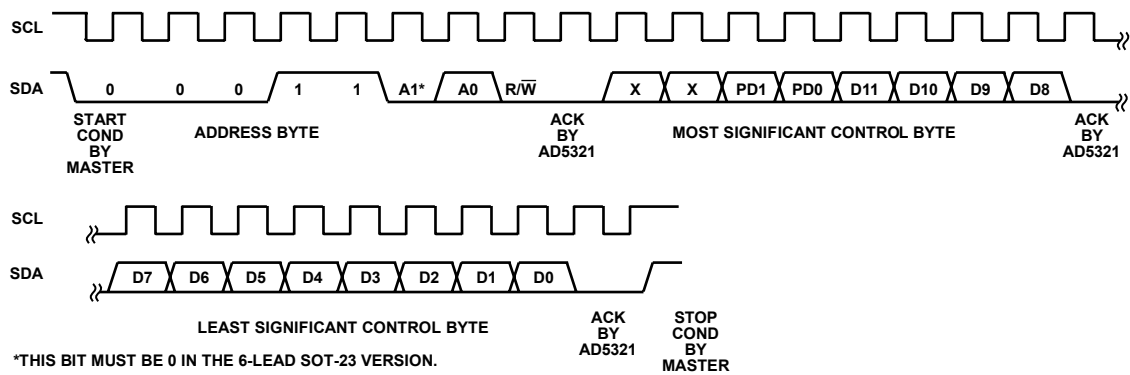 SCL
SDA 0 0 0 1 1 A1* A0 R/W̅ X X PD1 PD0 D11 D10 D9 D8
START
COND
BY
MASTER
ADDRESS BYTE
ACK
BY
AD5321
MOST SIGNIFICANT CONTROL BYTE
ACK
BY
AD5321
SCL
SDA D7 D6 D5 D4 D3 D2 D1 D0
LEAST SIGNIFICANT CONTROL BYTE
ACK
BY
AD5321
STOP
COND
BY
MASTER
*THIS BIT MUST BE 0 IN THE 6-LEAD SOT-23 VERSION.